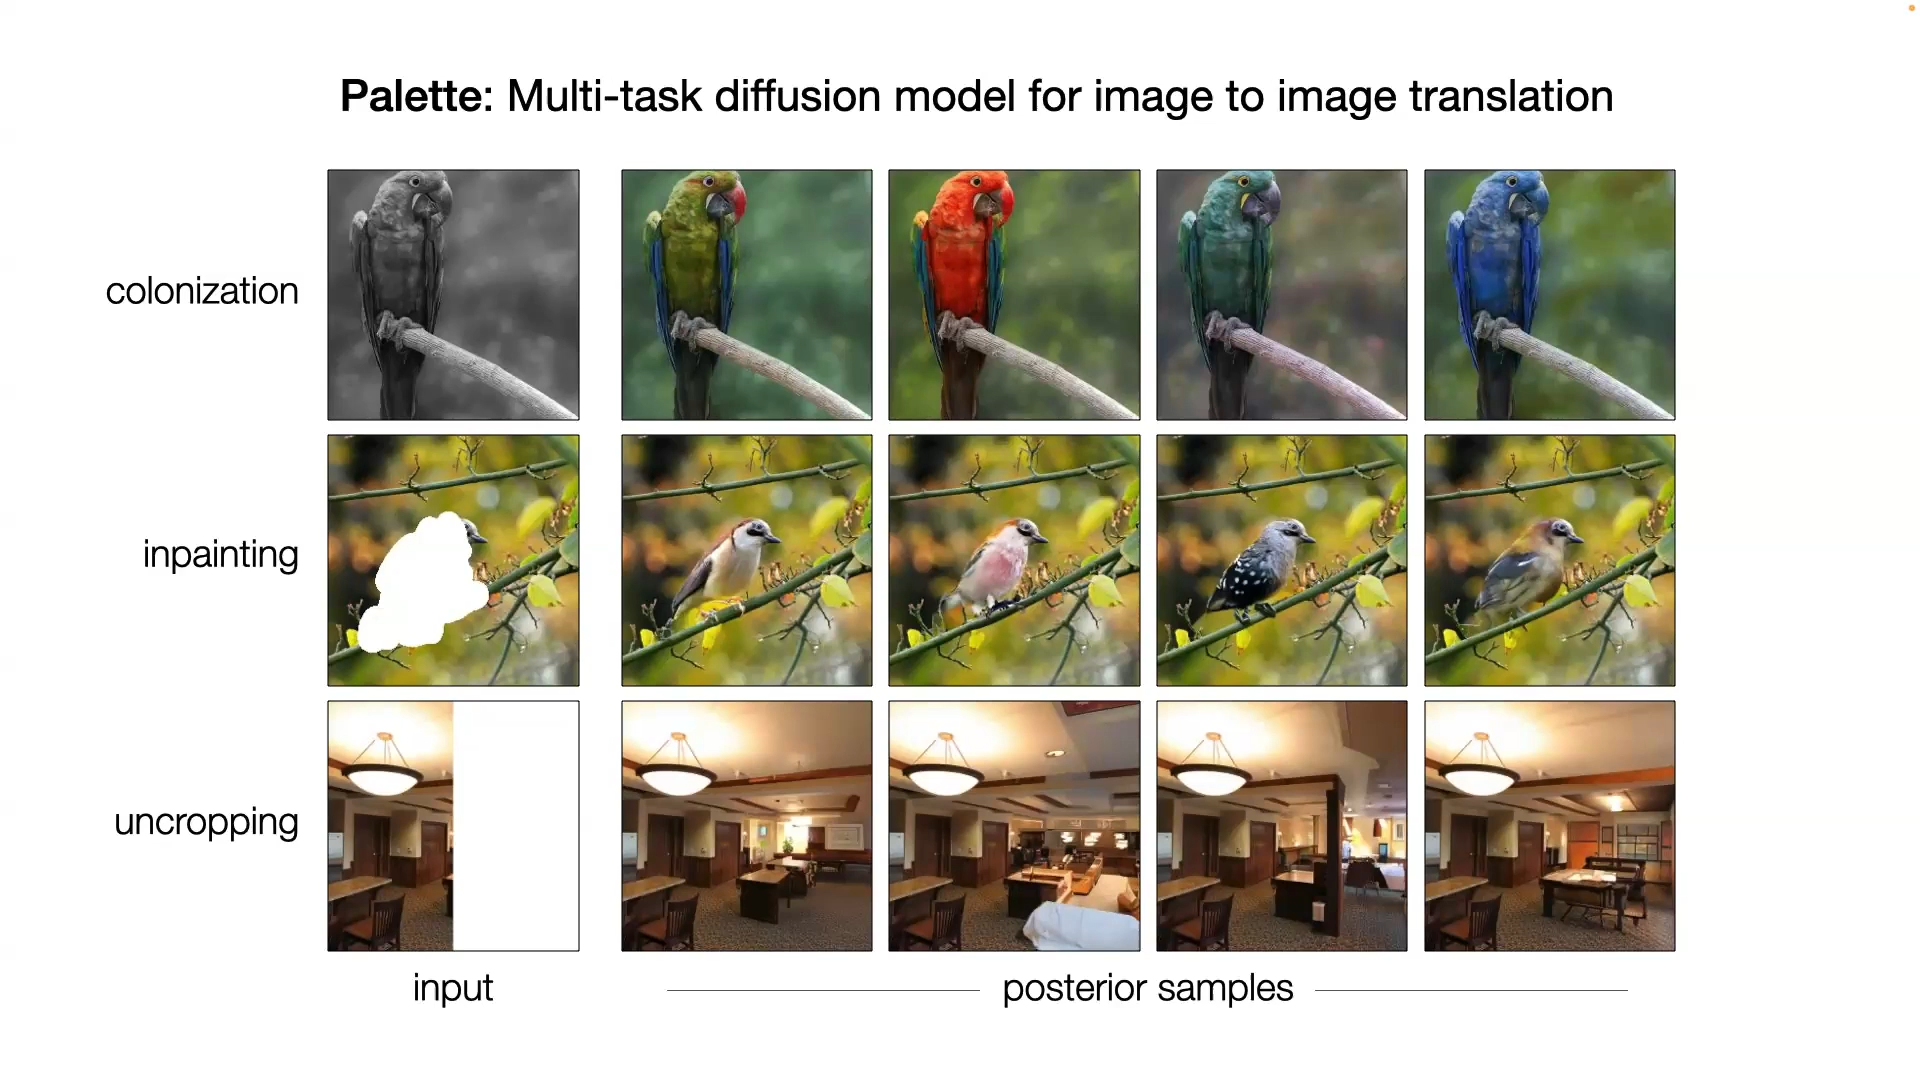 Palette: Multi-task diffusion model for image to image translation
colonization
inpainting
uncropping
input
posterior samples